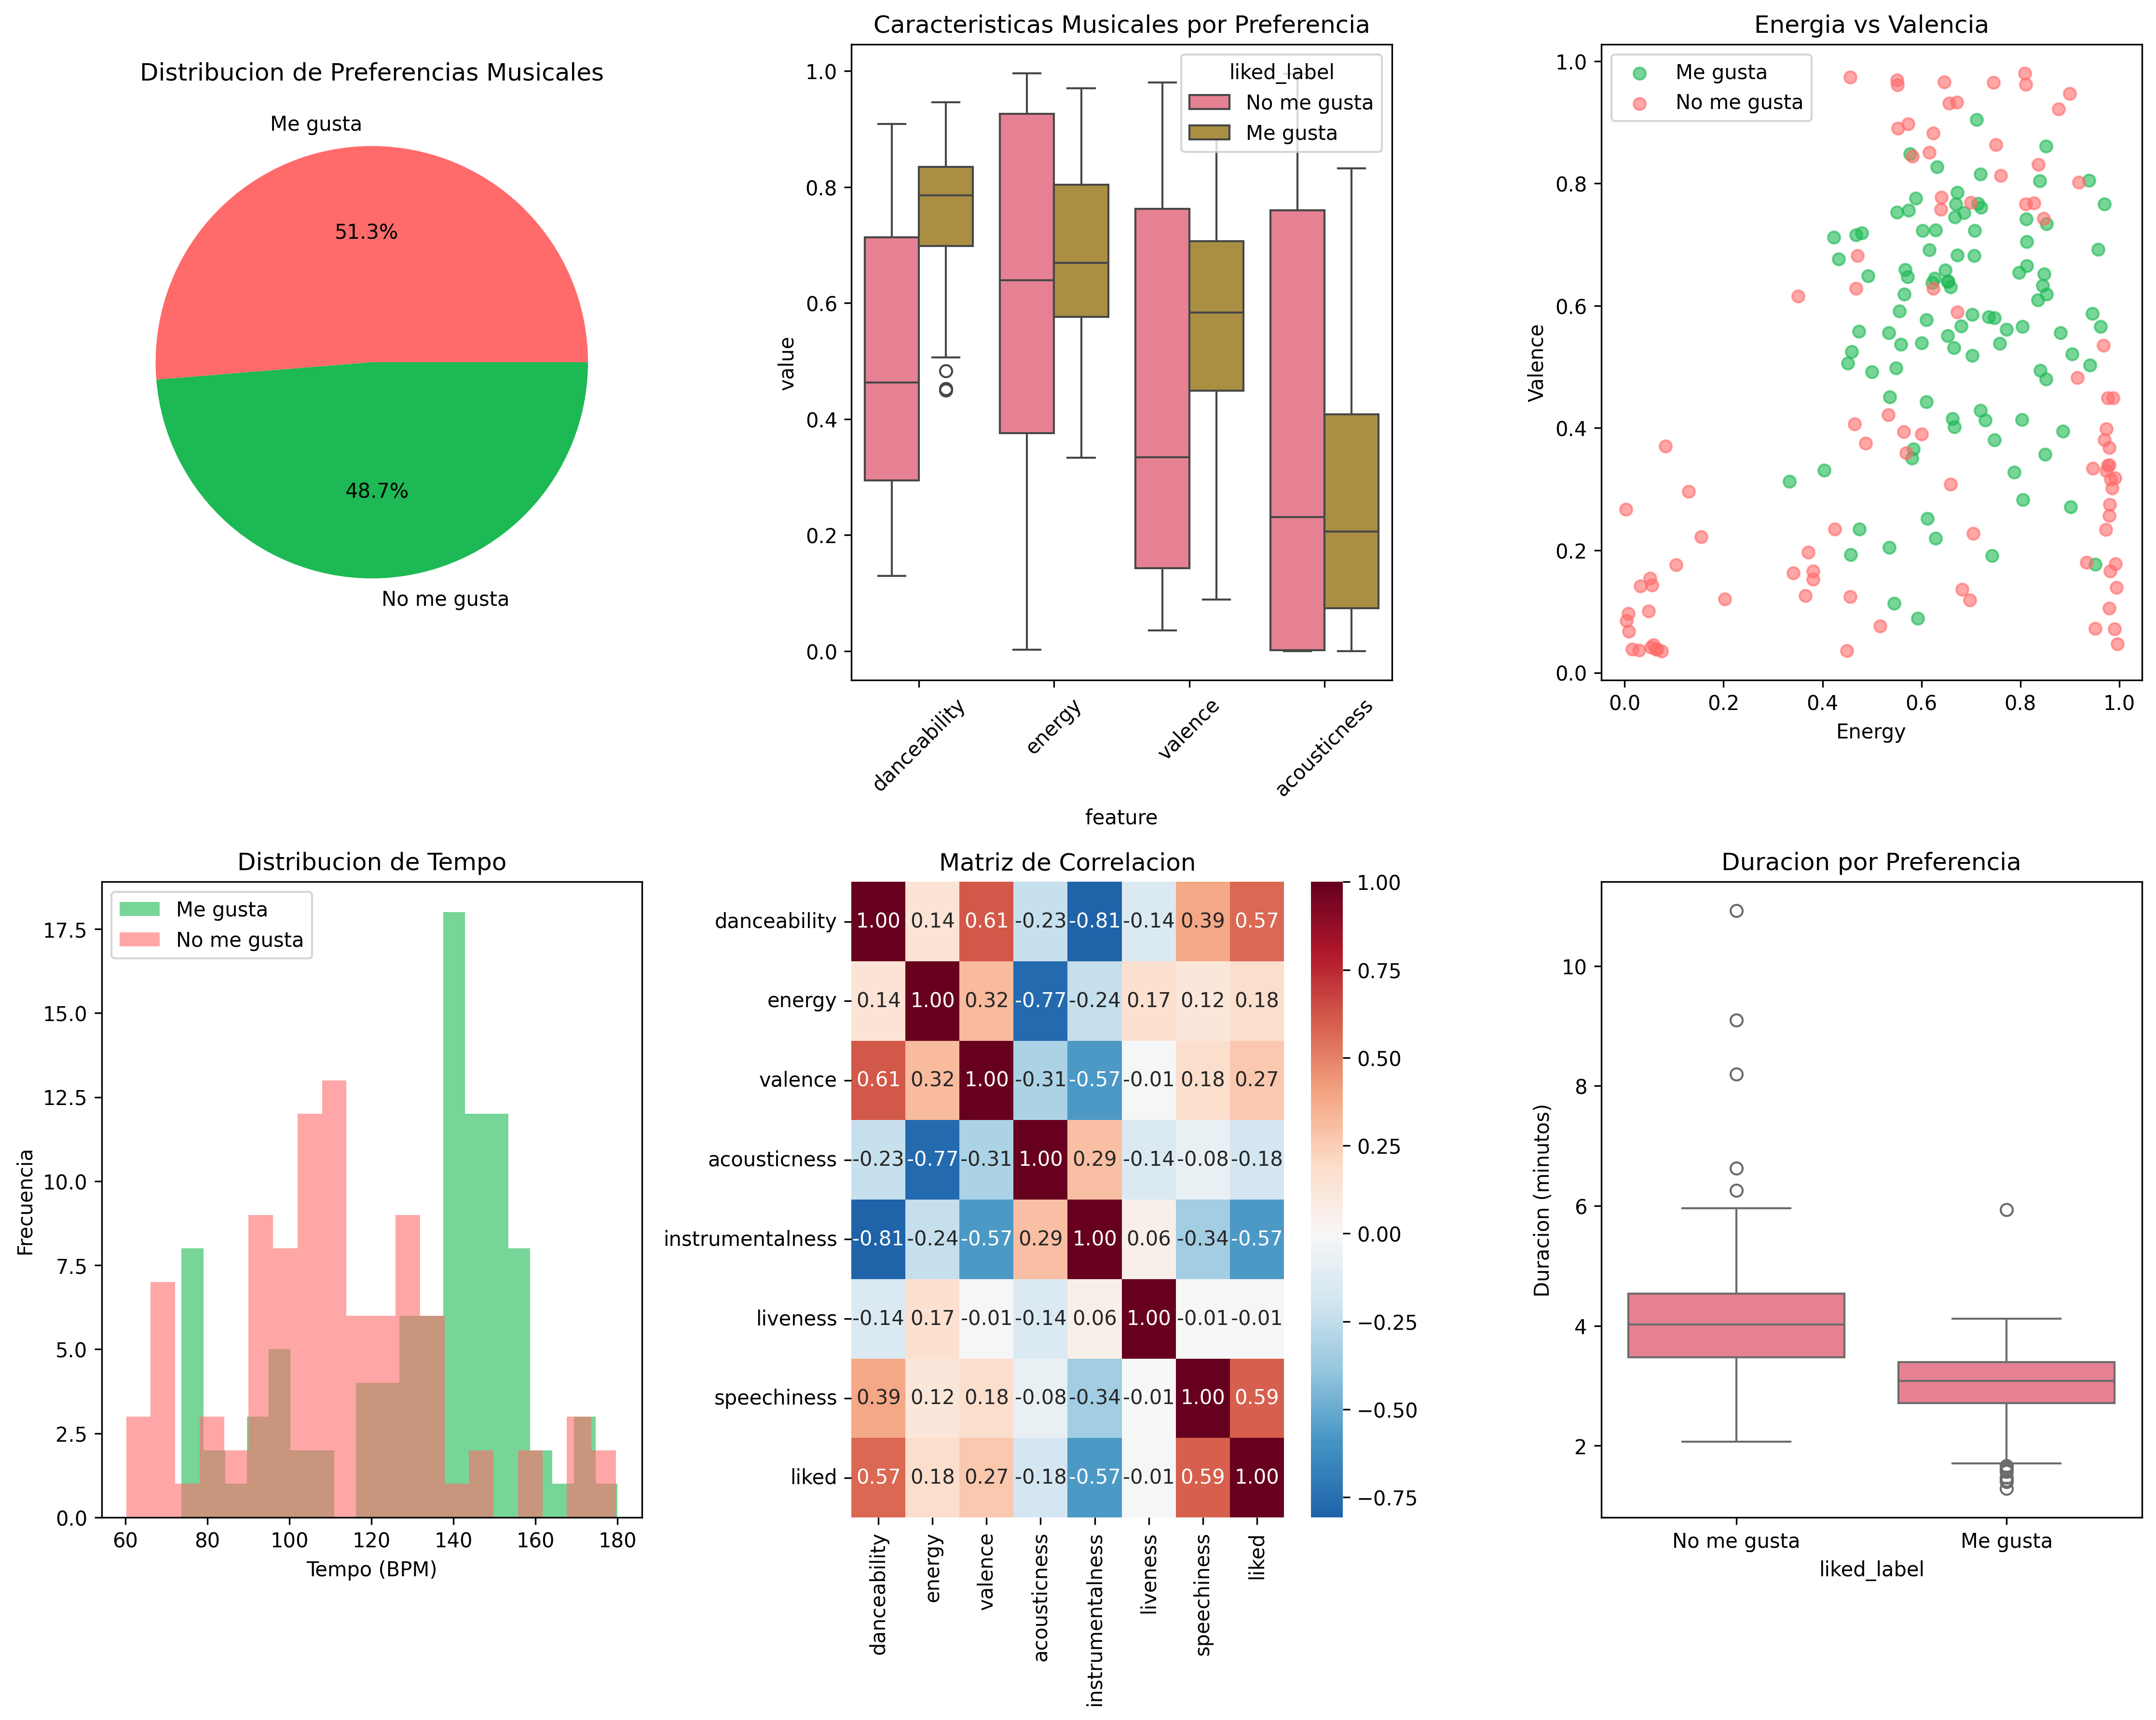 Distribucion de Preferencias Musicales
Me gusta
51.3%
48.7%
No me gusta
Caracteristicas Musicales por Preferencia
liked_label
No me gusta
Me gusta
1.0
0.8
0.6
0.4
0.2
0.0
value
danceability
energy
valence
acousticness
feature
Energia vs Valencia
Me gusta
No me gusta
1.0
0.8
0.6
0.4
0.2
0.0
Valence
0.0 0.2 0.4 0.6 0.8 1.0
Energy
Distribucion de Tempo
Me gusta
No me gusta
17.5
15.0
12.5
10.0
7.5
5.0
2.5
0.0
Frecuencia
60 80 100 120 140 160 180
Tempo (BPM)
Matriz de Correlacion
danceability 1.00 0.14 0.61 -0.23 -0.81 -0.14 0.39 0.57
energy 0.14 1.00 0.32 -0.77 -0.24 0.17 0.12 0.18
valence 0.61 0.32 1.00 -0.31 -0.57 -0.01 0.18 0.27
acousticness -0.23 -0.77 -0.31 1.00 0.29 -0.14 -0.08 -0.18
instrumentalness -0.81 -0.24 -0.57 0.29 1.00 0.06 -0.34 -0.57
liveness -0.14 0.17 -0.01 -0.14 0.06 1.00 -0.01 -0.01
speechiness 0.39 0.12 0.18 -0.08 -0.34 -0.01 1.00 0.59
liked 0.57 0.18 0.27 -0.18 -0.57 -0.01 0.59 1.00
danceability
energy
valence
acousticness
instrumentalness
liveness
speechiness
liked
1.00
0.75
0.50
0.25
0.00
−0.25
−0.50
−0.75
Duracion por Preferencia
10
8
6
4
2
Duracion (minutos)
No me gusta Me gusta
liked_label